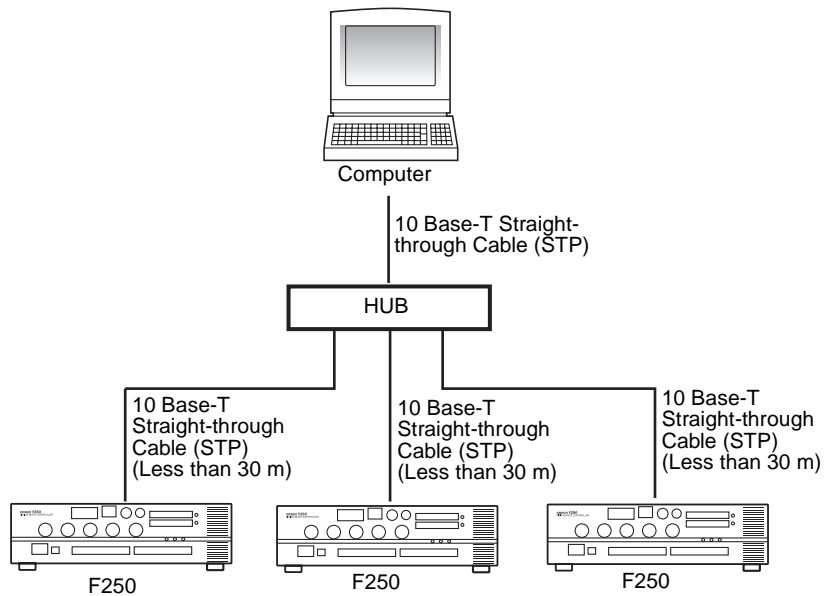 Computer
10 Base-T Straight-
through Cable (STP)
HUB
10 Base-T
Straight-through
Cable (STP)
(Less than 30 m)
10 Base-T
Straight-through
Cable (STP)
(Less than 30 m)
10 Base-T
Straight-through
Cable (STP)
(Less than 30 m)
F250
F250
F250